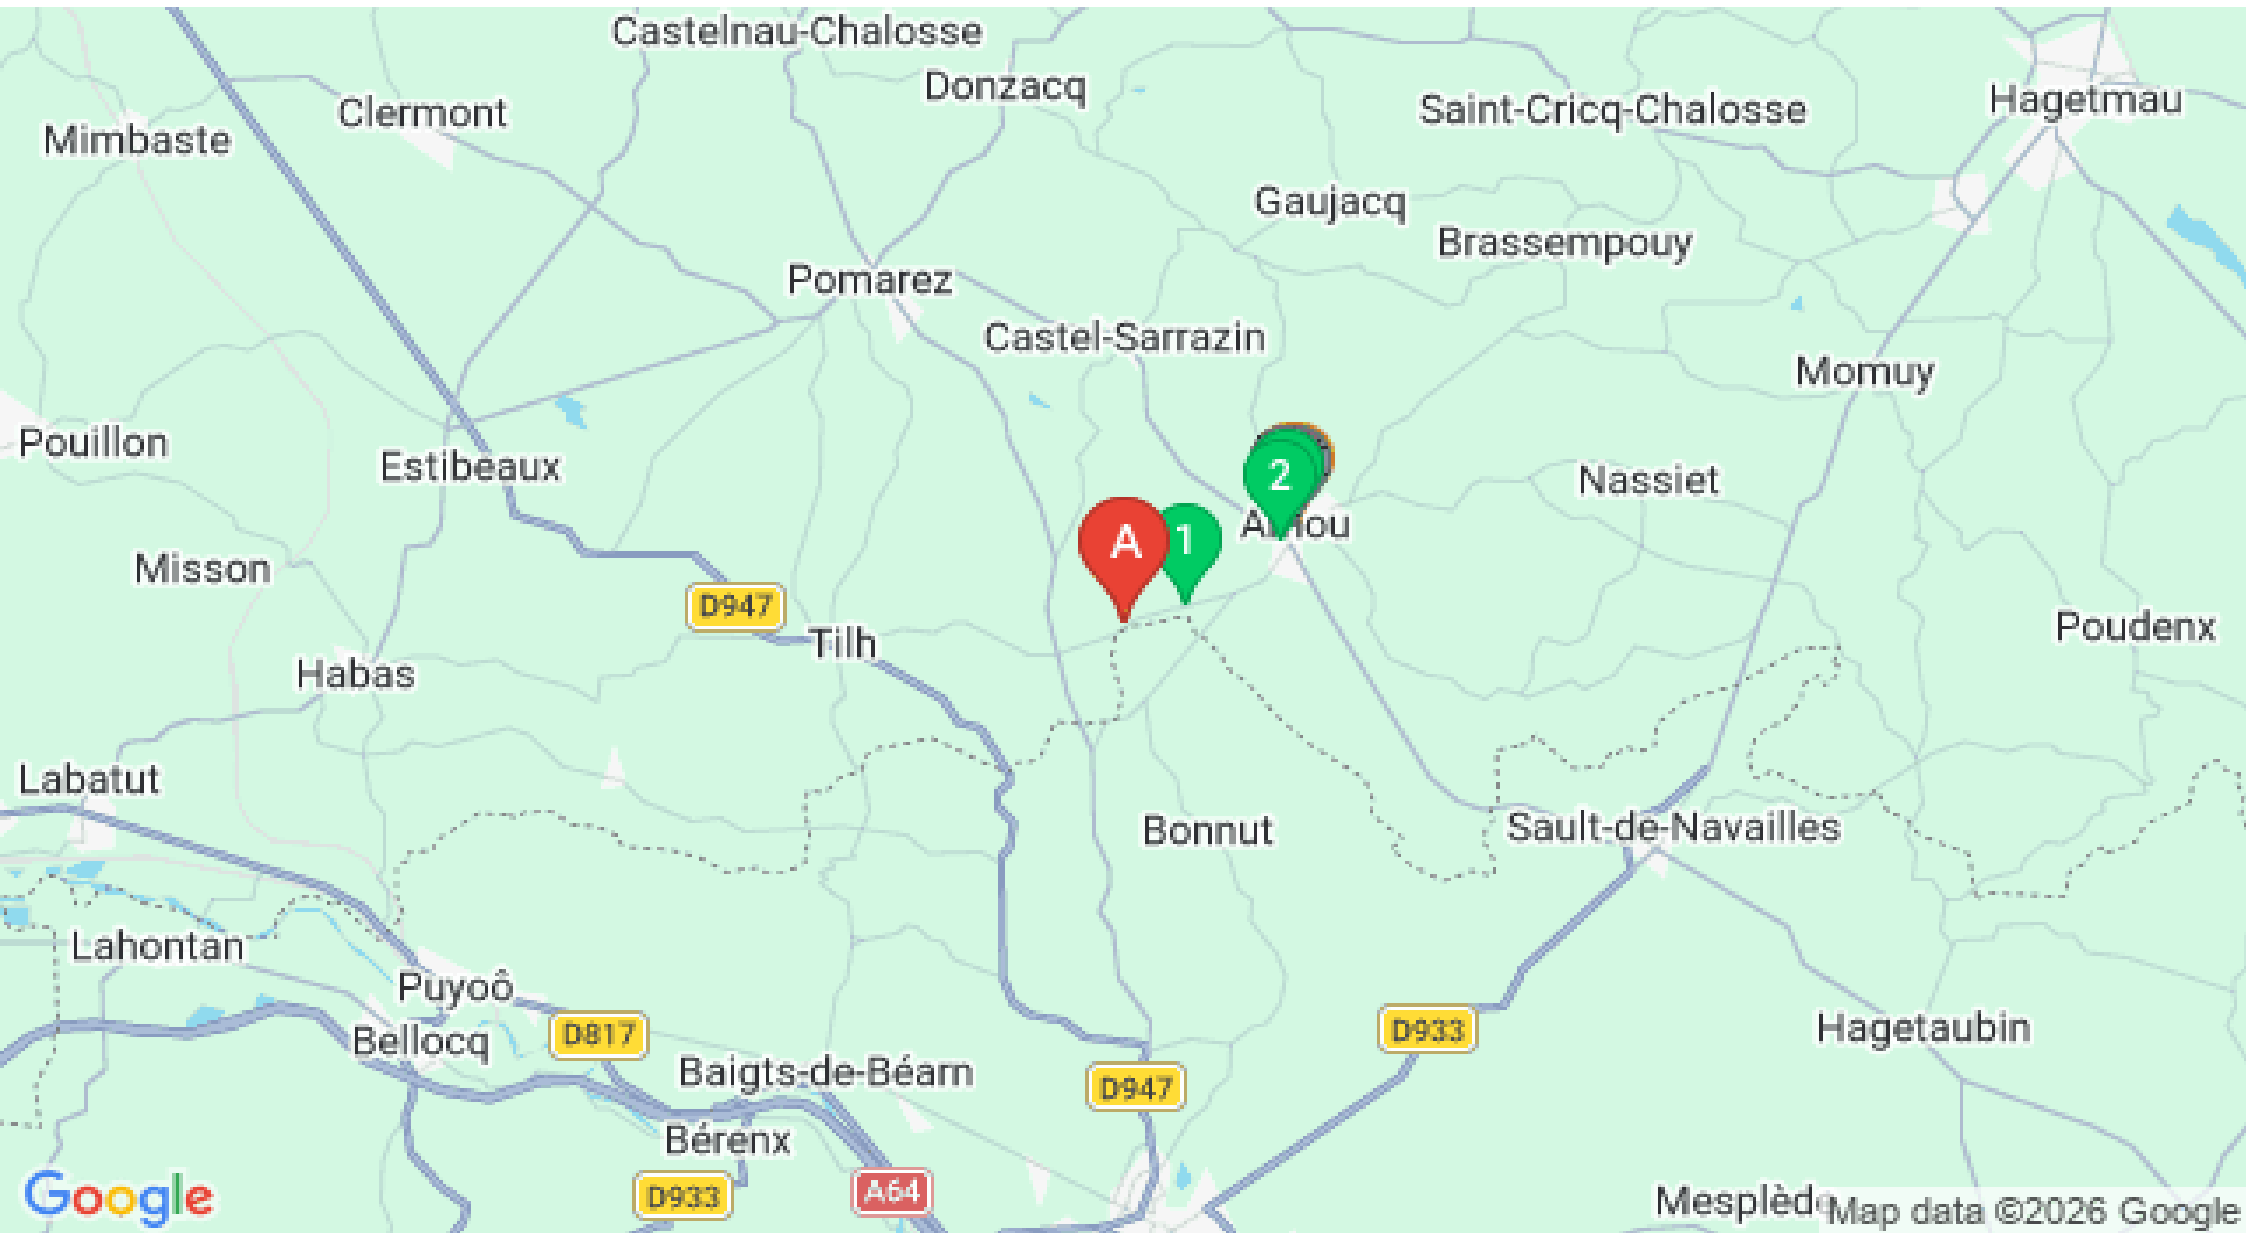 Castelnau-Chalosse
Donzacq
Clermont
Saint-Cricq-Chalosse
Hagetmau
Mimbaste
Gaujacq
Brassempouy
Pomarez
Castel-Sarrazin
Momuy
Pouillon
Estibeaux
2
Nassiet
A
1
Misson
D947
Tilh
Poudenx
Habas
Labatut
Bonnut
Sault-de-Navailles
Lahontan
Puyoô
Bellocq
D817
D933
Hagetaubin
Baigts-de-Béarn
D947
Bérenx
D933
A64
Google
Map data ©2026 Google